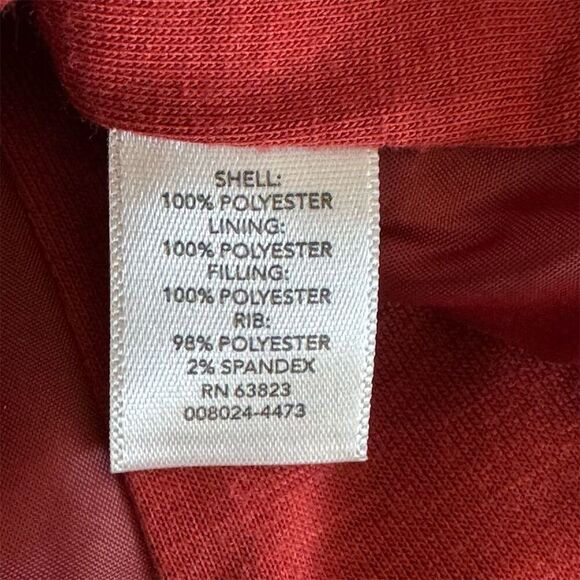 SHELL:
100% POLYESTER
LINING:
100% POLYESTER
FILLING:
100% POLYESTER
RIB:
98% POLYESTER
2% SPANDEX
RN 63823
008024-4473